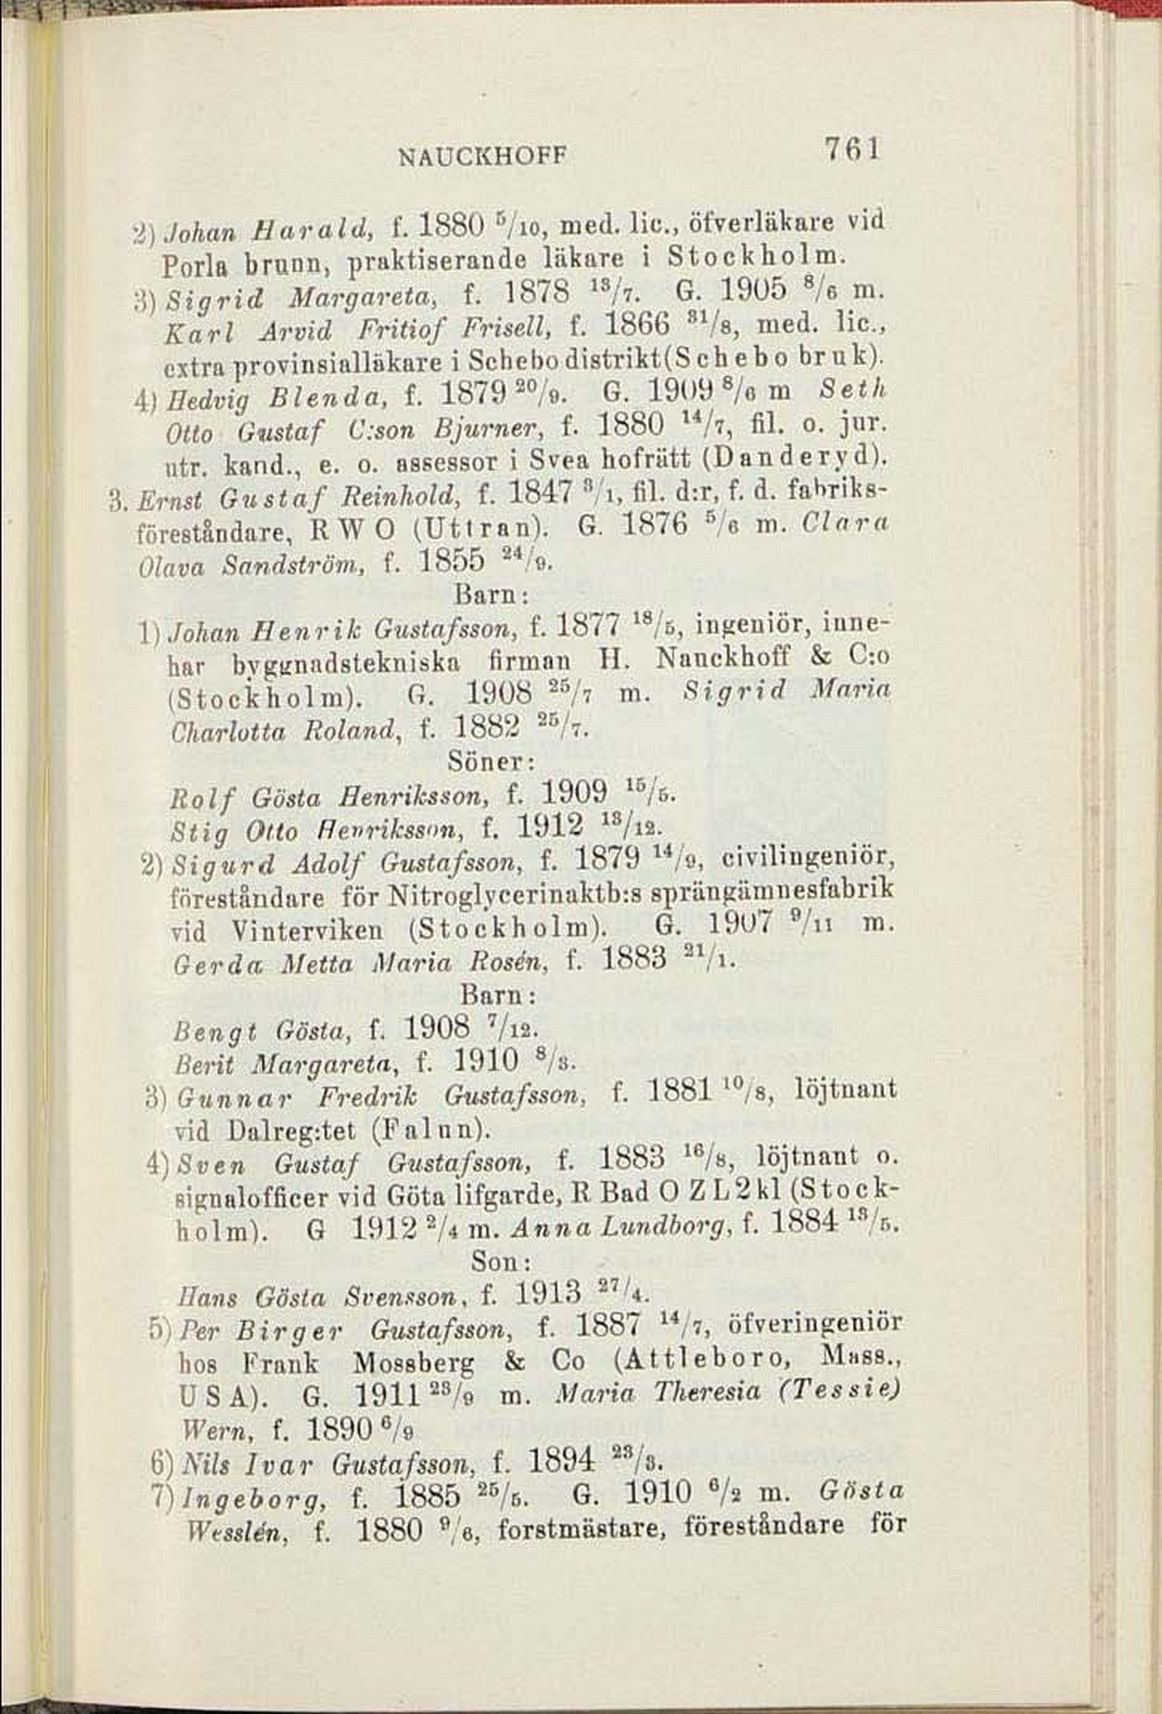 NAUCKHOFF 761
2) Johan Harald, f. 1880 5/10, med. lic., öfverläkare vid
Porla brunn, praktiserande läkare i Stockholm.
3) Sigrid Margareta, f. 1878 13/7. G. 1905 8/6 m.
Karl Arvid Fritiof Frisell, f. 1866 31/8, med. lic.,
extra provinsialläkare i Schebo distrikt (Schebo bruk).
4) Hedvig Blenda, f. 1879 20/9. G. 1909 8/6 m Seth
Otto Gustaf C:son Bjurner, f. 1880 14/7, fil. o. jur.
utr. kand., e. o. assessor i Svea hofrätt (Danderyd).
3. Ernst Gustaf Reinhold, f. 1847 3/1, fil. d:r, f. d. fabriks-
föreståndare, R W O (Uttran). G. 1876 5/6 m. Clara
Olava Sandström, f. 1855 24/9.
Barn:
1) Johan Henrik Gustafsson, f. 1877 18/5, ingeniör, inne-
har byggnadstekniska firman H. Nauckhoff & C:o
(Stockholm). G. 1908 25/7 m. Sigrid Maria
Charlotta Roland, f. 1882 25/7.
Söner:
Rolf Gösta Henriksson, f. 1909 15/5.
Stig Otto Henriksson, f. 1912 13/12.
2) Sigurd Adolf Gustafsson, f. 1879 14/9, civilingeniör,
föreståndare för Nitroglycerinaktb:s sprängämnesfabrik
vid Vinterviken (Stockholm). G. 1907 9/11 m.
Gerda Metta Maria Rosén, f. 1883 21/1.
Barn:
Bengt Gösta, f. 1908 7/12.
Berit Margareta, f. 1910 8/3.
3) Gunnar Fredrik Gustafsson, f. 1881 10/8, löjtnant
vid Dalreg:tet (Falun).
4) Sven Gustaf Gustafsson, f. 1883 16/8, löjtnant o.
signalofficer vid Göta lifgarde, R Bad O Z L 2 kl (Stock-
holm). G 1912 2/4 m. Anna Lundborg, f. 1884 13/5.
Son:
Hans Gösta Svensson, f. 1913 27/4.
5) Per Birger Gustafsson, f. 1887 14/7, öfveringeniör
hos Frank Mossberg & Co (Attleboro, Mass.,
U S A). G. 1911 23/9 m. Maria Theresia (Tessie)
Wern, f. 1890 6/9
6) Nils Ivar Gustafsson, f. 1894 23/3.
7) Ingeborg, f. 1885 25/5. G. 1910 6/2 m. Gösta
Wesslén, f. 1880 9/6, forstmästare, föreståndare för